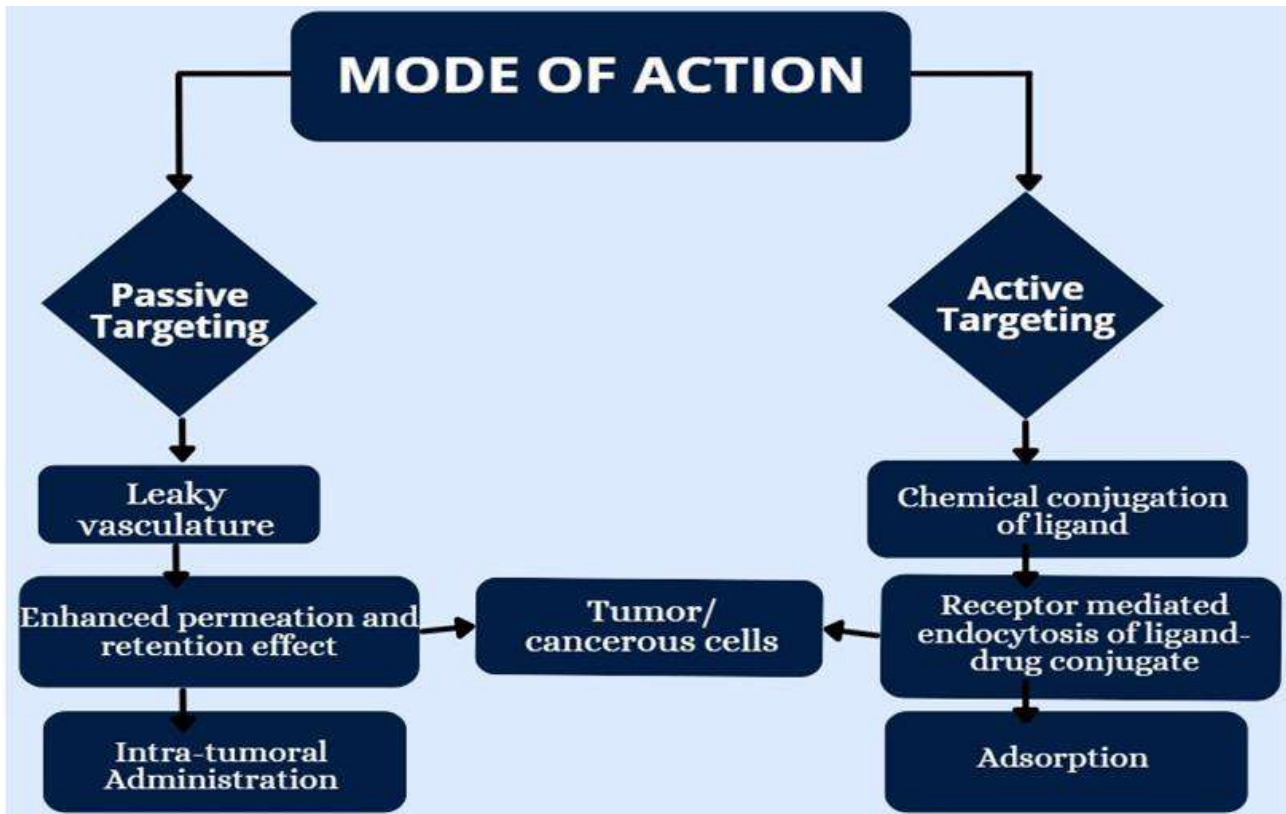 MODE OF ACTION
Passive
Targeting
Active
Targeting
Leaky
vasculature
Chemical conjugation
of ligand
Enhanced permeation and
retention effect
Tumor/
cancerous cells
Receptor mediated
endocytosis of ligand-
drug conjugate
Intra-tumoral
Administration
Adsorption